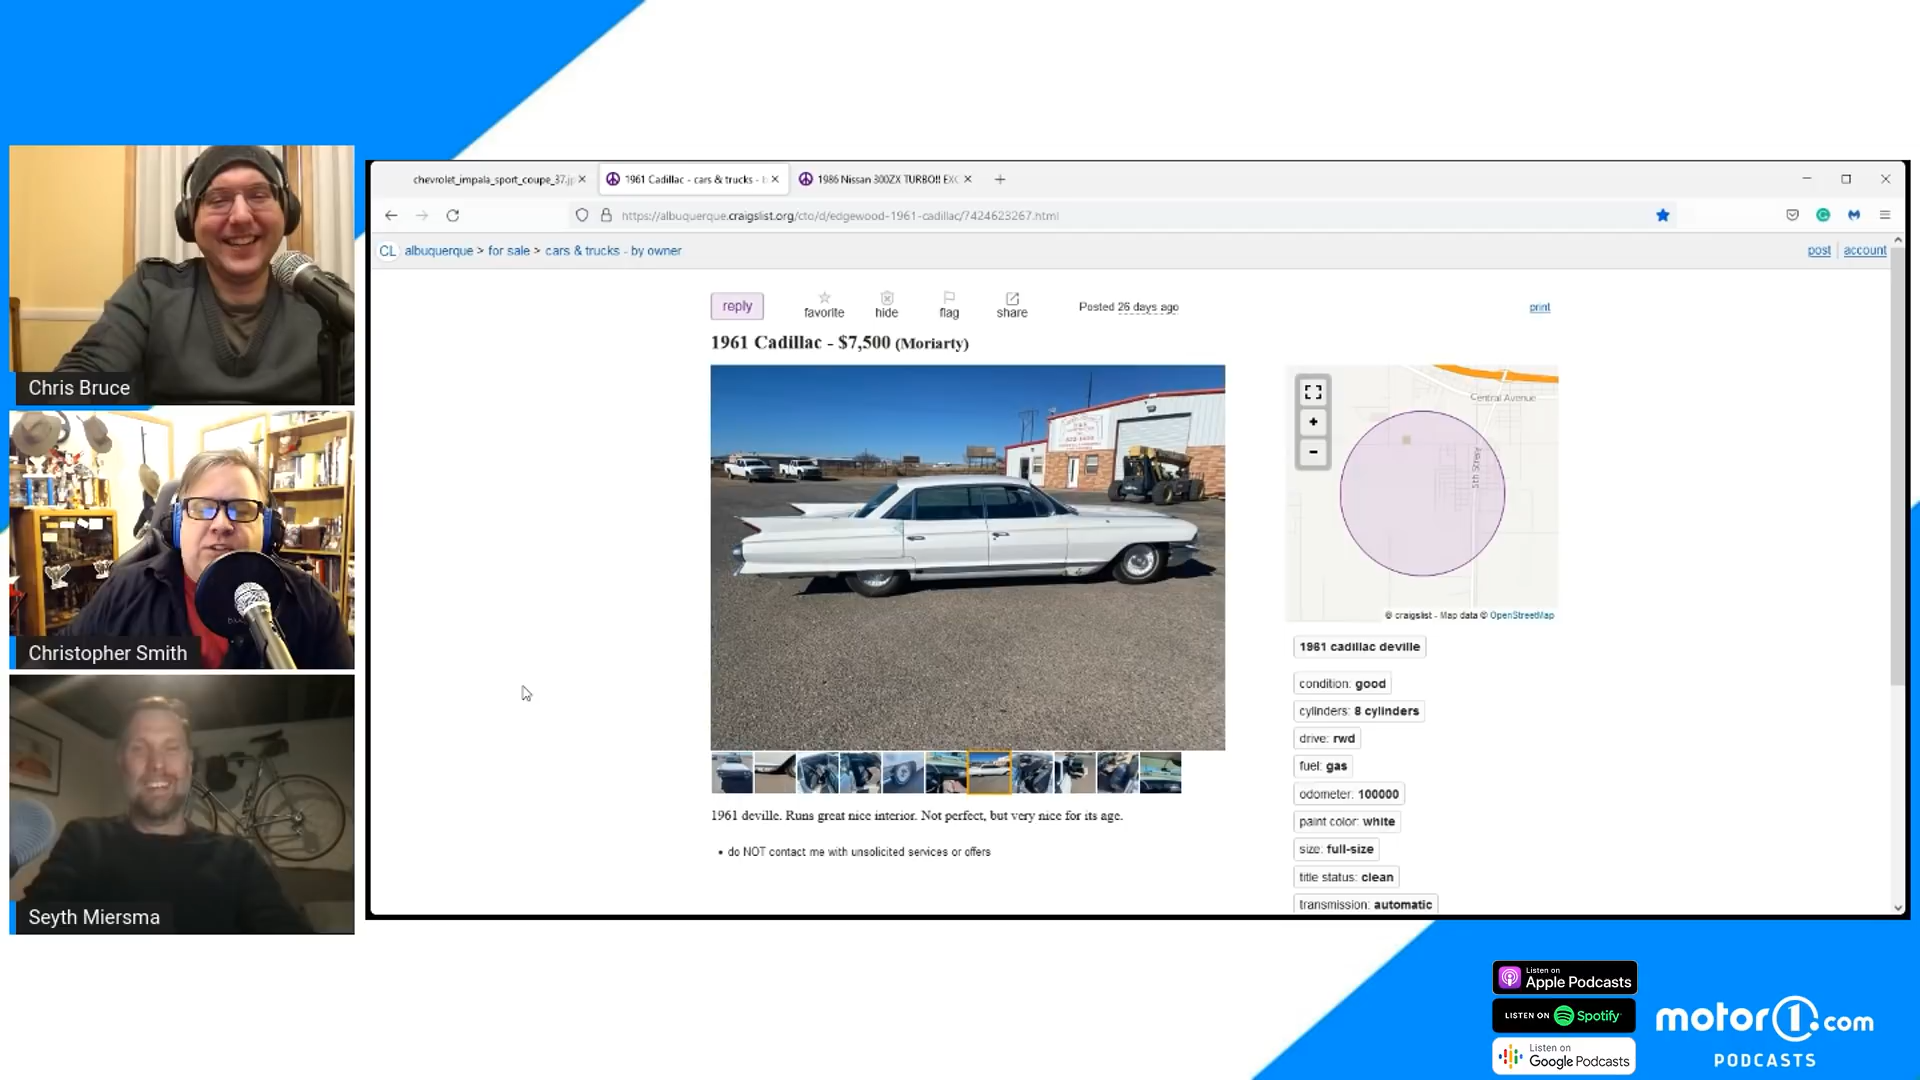 chevrolet_impala_sport_coupe_37.jp
1961 Cadillac - cars & trucks - b
1986 Nissan 300ZX TURBO!! EXC
https://albuquerque.craigslist.org/cto/d/edgewood-1961-cadillac/7424623267.html
CL albuquerque > for sale > cars & trucks - by owner
post account
reply
favorite
hide
flag
share
Posted 26 days ago
print
1961 Cadillac - $7,500 (Moriarty)
Central Avenue
5th Street
+
-
© craigslist - Map data © OpenStreetMap
1961 cadillac deville
condition: good
cylinders: 8 cylinders
drive: rwd
fuel: gas
odometer: 100000
paint color: white
size: full-size
title status: clean
transmission: automatic
1961 deville. Runs great nice interior. Not perfect, but very nice for its age.
• do NOT contact me with unsolicited services or offers
Chris Bruce
Christopher Smith
Seyth Miersma
Listen on
Apple Podcasts
LISTEN ON Spotify
Listen on
Google Podcasts
motor1.com
PODCASTS